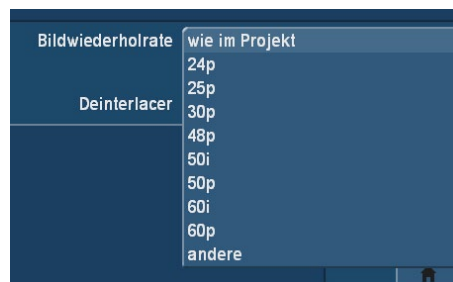 Bildwiederholrate wie im Projekt
24p
25p
Deinterlacer 30p
48p
50i
50p
60i
60p
andere